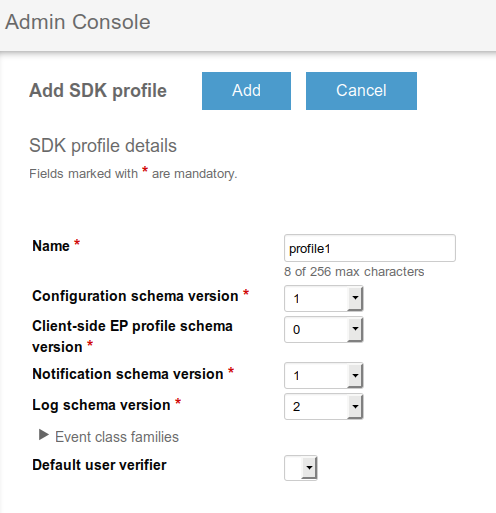 Admin Console
Add SDK profile Add Cancel
SDK profile details
Fields marked with * are mandatory.
Name * profile1
8 of 256 max characters
Configuration schema version * 1
Client-side EP profile schema 0
version *
Notification schema version * 1
Log schema version * 2
Event class families
Default user verifier